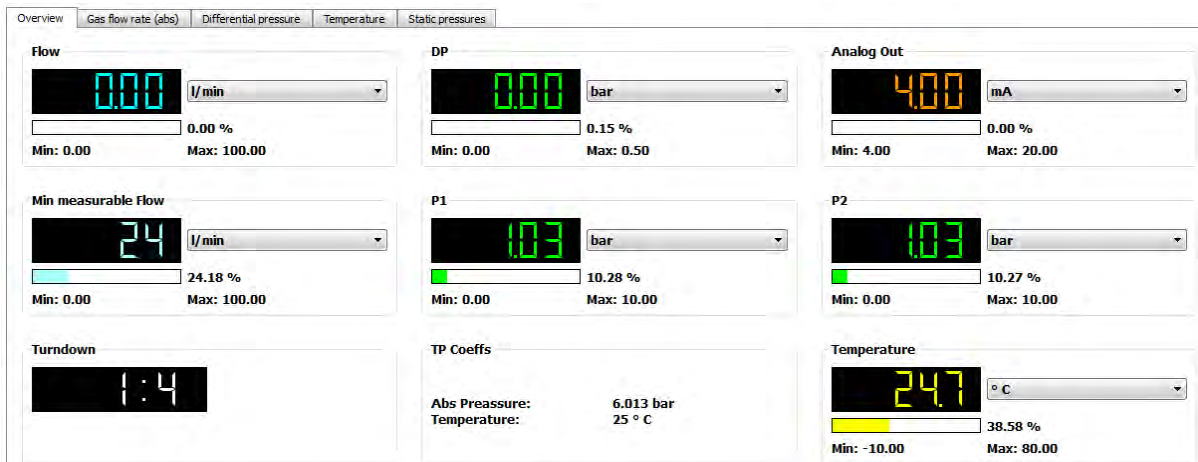 Overview Gas flow rate (abs) Differential pressure Temperature Static pressures
Flow DP Analog Out
0.00 l/min 0.00 bar 4.00 mA
0.00 % 0.15 % 0.00 %
Min: 0.00 Max: 100.00 Min: 0.00 Max: 0.50 Min: 4.00 Max: 20.00
Min measurable Flow P1 P2
24 l/min 1.03 bar 1.03 bar
24.18 % 10.28 % 10.27 %
Min: 0.00 Max: 100.00 Min: 0.00 Max: 10.00 Min: 0.00 Max: 10.00
Turndown TP Coeffs Temperature
1:4 24.7 ° C
Abs Preassure: 6.013 bar
Temperature: 25 ° C
38.58 %
Min: -10.00 Max: 80.00